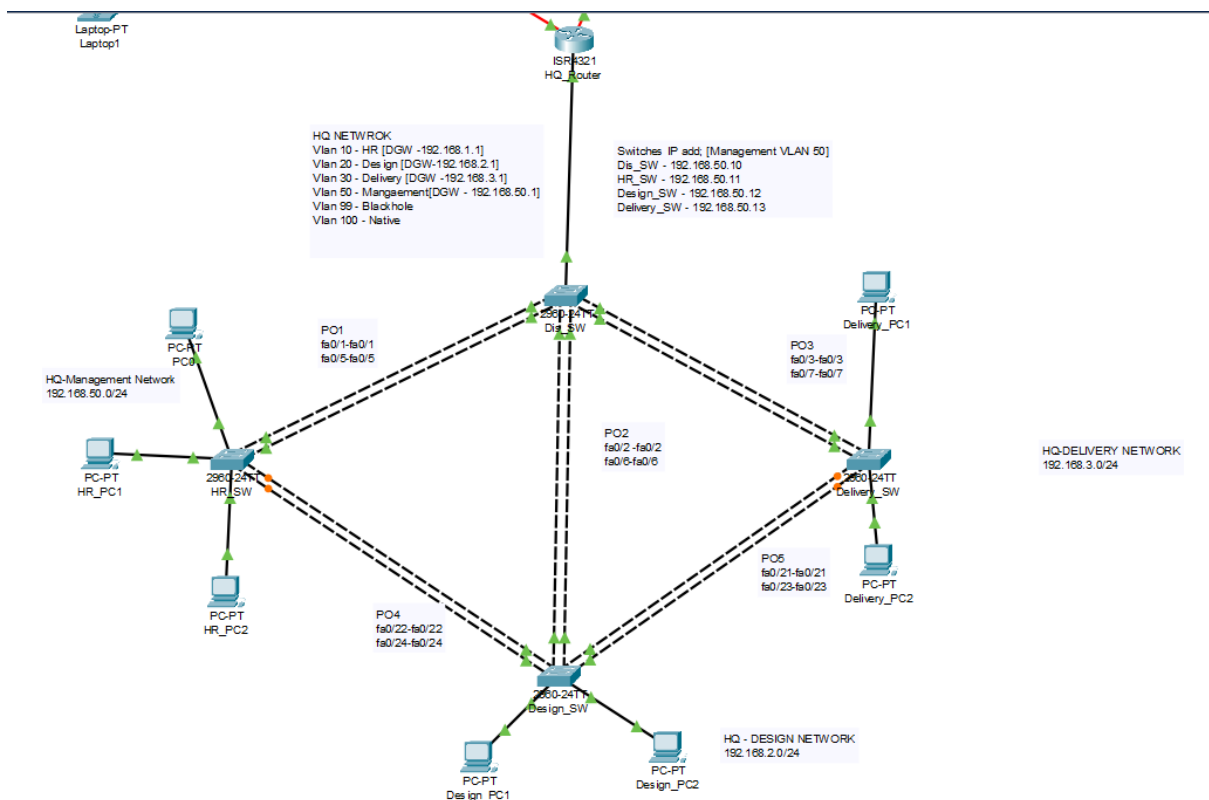 Laptop-PT
Laptop1
ISR4321
HQ_Router
HQ NETWROK
Vlan 10 - HR [DGW -192.168.1.1]
Vlan 20 - Design [DGW-192.168.2.1]
Vlan 30 - Delivery [DGW -192.168.3.1]
Vlan 50 - Mangaement[DGW - 192.168.50.1]
Vlan 99 - Blackhole
Vlan 100 - Native
Switches IP add; [Management VLAN 50]
Dis_SW - 192.168.50.10
HR_SW - 192.168.50.11
Design_SW - 192.168.50.12
Delivery_SW - 192.168.50.13
2960-24TT
Dis_SW
PC-PT
Delivery_PC1
PO1
fa0/1-fa0/1
fa0/5-fa0/5
PO3
fa0/3-fa0/3
fa0/7-fa0/7
PC-PT
PC0
HQ-Management Network
192.168.50.0/24
PO2
fa0/2 -fa0/2
fa0/6-fa0/6
HQ-DELIVERY NETWORK
192.168.3.0/24
PC-PT
HR_PC1
2960-24TT
HR_SW
2960-24TT
Delivery_SW
PO5
fa0/21-fa0/21
fa0/23-fa0/23
PC-PT
Delivery_PC2
PC-PT
HR_PC2
PO4
fa0/22-fa0/22
fa0/24-fa0/24
2960-24TT
Design_SW
HQ - DESIGN NETWORK
192.168.2.0/24
PC-PT
Design_PC1
PC-PT
Design_PC2